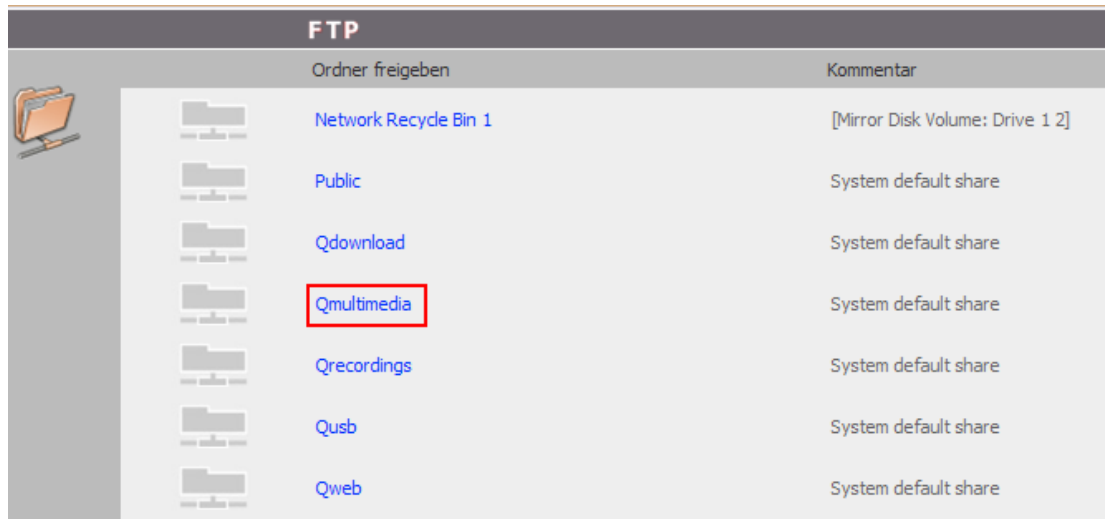 FTP
Ordner freigeben Kommentar
Network Recycle Bin 1 [Mirror Disk Volume: Drive 1 2]
Public System default share
Qdownload System default share
Qmultimedia System default share
Qrecordings System default share
Qusb System default share
Qweb System default share